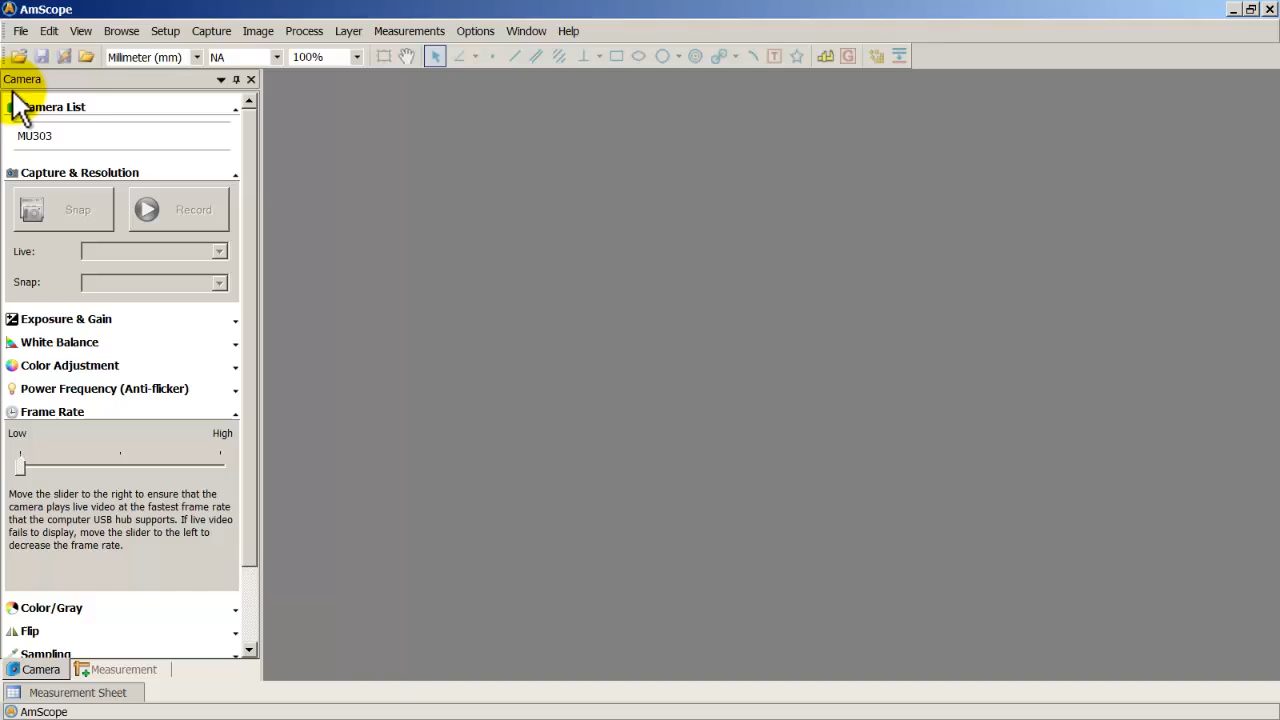 AmScope
File Edit View Browse Setup Capture Image Process Layer Measurements Options Window Help
Millimeter (mm) NA 100%
Camera
Camera List
MU303
Capture & Resolution
Snap Record
Live:
Snap:
Exposure & Gain
White Balance
Color Adjustment
Power Frequency (Anti-flicker)
Frame Rate
Low High
Move the slider to the right to ensure that the
camera plays live video at the fastest frame rate
that the computer USB hub supports. If live video
fails to display, move the slider to the left to
decrease the frame rate.
Color/Gray
Flip
Sampling
Camera Measurement
Measurement Sheet
AmScope